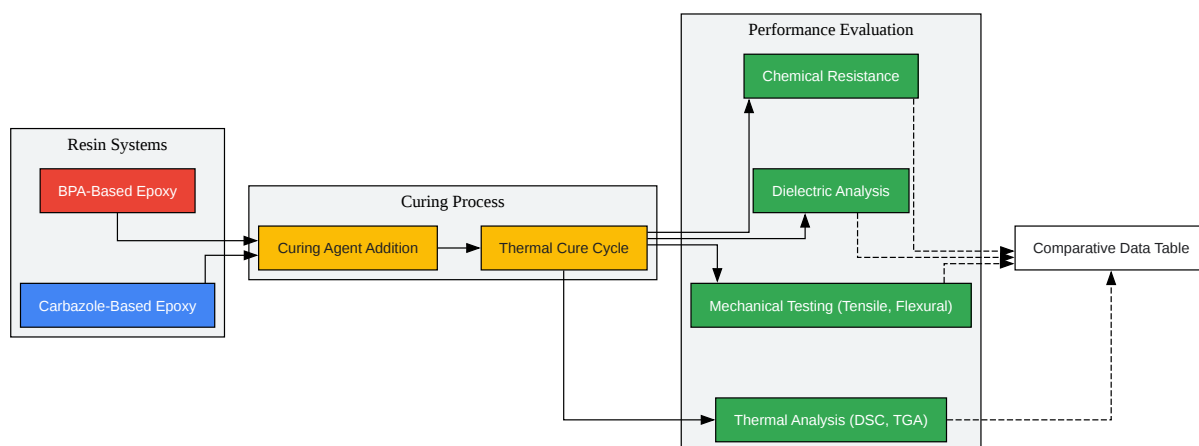 Resin Systems
BPA-Based Epoxy
Carbazole-Based Epoxy
Curing Process
Curing Agent Addition
Thermal Cure Cycle
Performance Evaluation
Chemical Resistance
Dielectric Analysis
Mechanical Testing (Tensile, Flexural)
Thermal Analysis (DSC, TGA)
Comparative Data Table